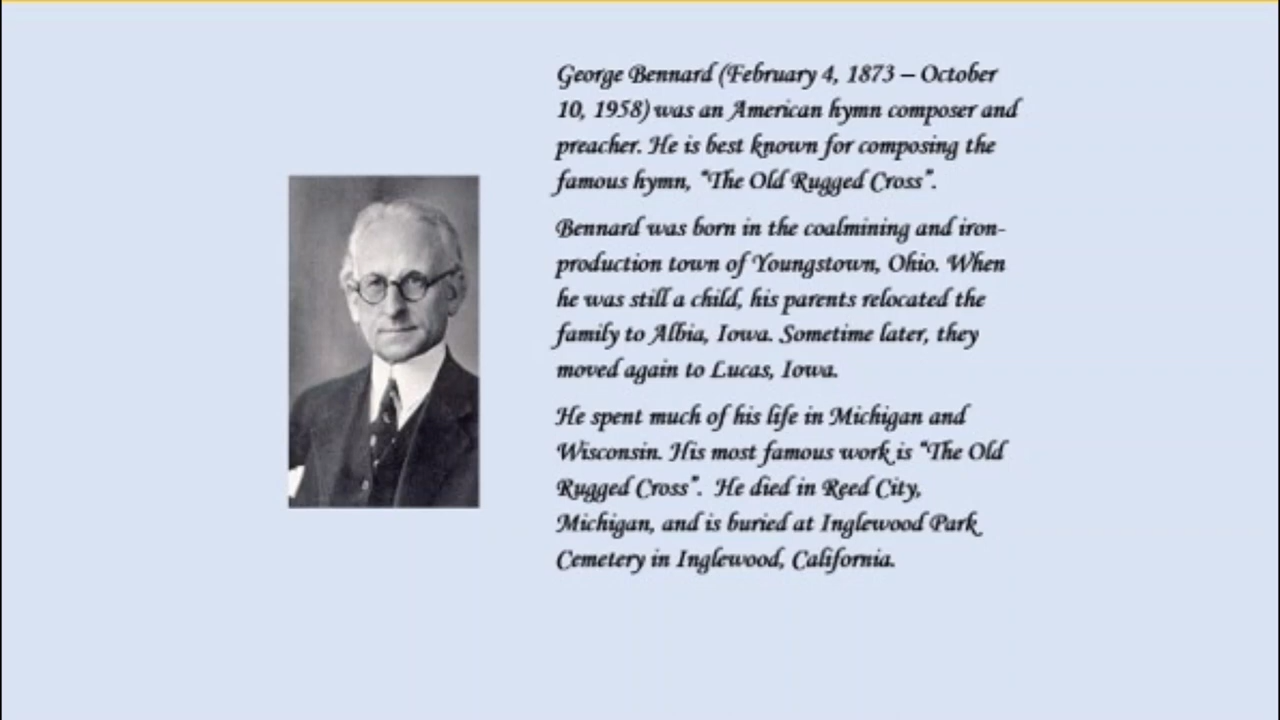 George Bennard (February 4, 1873 – October
10, 1958) was an American hymn composer and
preacher. He is best known for composing the
famous hymn, “The Old Rugged Cross”.
Bennard was born in the coalmining and iron-
production town of Youngstown, Ohio. When
he was still a child, his parents relocated the
family to Albia, Iowa. Sometime later, they
moved again to Lucas, Iowa.
He spent much of his life in Michigan and
Wisconsin. His most famous work is “The Old
Rugged Cross”.  He died in Reed City,
Michigan, and is buried at Inglewood Park
Cemetery in Inglewood, California.